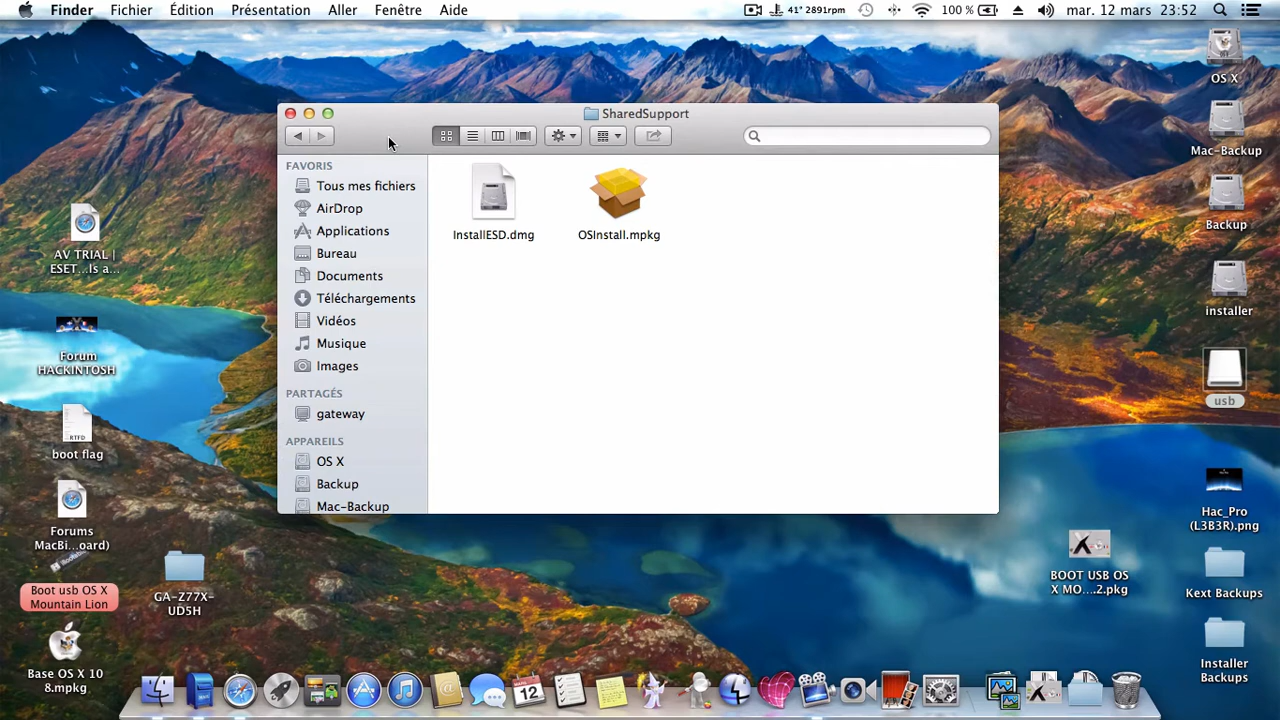 Finder Fichier Édition Présentation Aller Fenêtre Aide 41° 2891rpm 100 % mar. 12 mars 23:52
SharedSupport
FAVORIS
Tous mes fichiers
AirDrop
Applications
Bureau
Documents
Téléchargements
Vidéos
Musique
Images
PARTAGÉS
gateway
APPAREILS
OS X
Backup
Mac-Backup
InstallESD.dmg
OSInstall.mpkg
AV TRIAL |
ESET...ls a...
Forum
HACKINTOSH
RTFD
boot flag
Forums
MacBi...oard)
Boot usb OS X
Mountain Lion
GA-Z77X-
UD5H
Base OS X 10
8.mpkg
OS X
Mac-Backup
Backup
installer
usb
Hac_Pro
(L3B3R).png
BOOT USB OS
X MO....2.pkg
Kext Backups
Installer
Backups
12